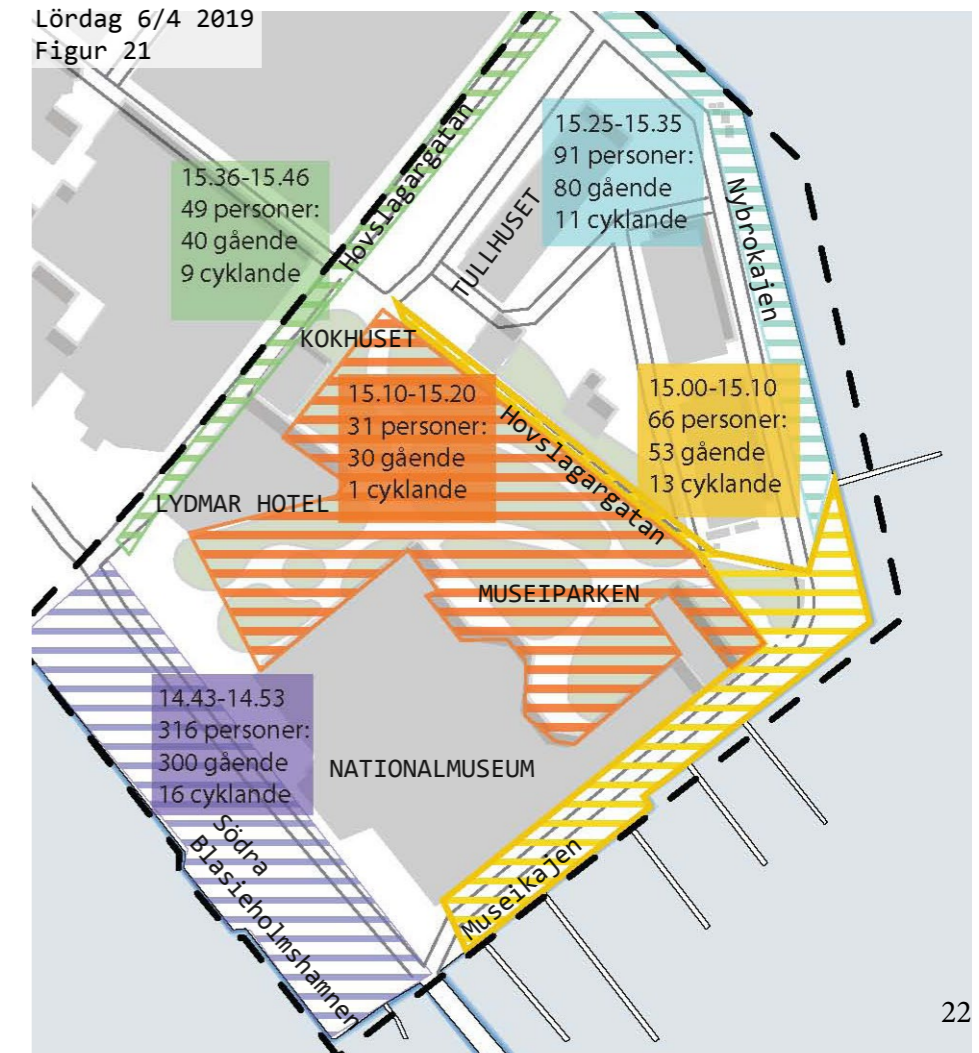 Lördag 6/4 2019
Figur 21
15.25-15.35
91 personer:
80 gående
11 cyklande
Hovslagargatan
15.36-15.46
49 personer:
40 gående
9 cyklande
TULLHUSET
Nybrokajen
KOKHUSET
15.10-15.20
31 personer:
30 gående
1 cyklande
15.00-15.10
66 personer:
53 gående
13 cyklande
Hovslagargatan
LYDMAR HOTEL
MUSEIPARKEN
14.43-14.53
316 personer:
300 gående
16 cyklande
NATIONALMUSEUM
Södra
Blasieholmshamnen
Museikajen
22